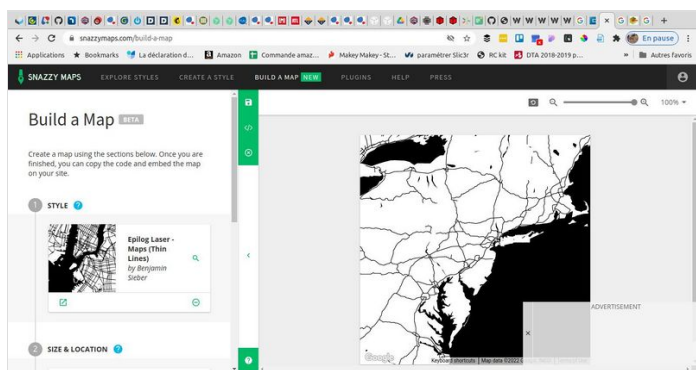 snazzymaps.com/build-a-map
En pause
Applications
Bookmarks
La déclaration d...
Amazon
Commande amaz...
Makey Makey - St...
paramétrer Slic3r
RC kit
DTA 2018-2019 p...
»
Autres favoris
SNAZZY MAPS
EXPLORE STYLES
CREATE A STYLE
BUILD A MAP NEW
PLUGINS
HELP
PRESS
100%
Build a Map BETA
Create a map using the sections below. Once you are
finished, you can copy the code and embed the map
on your site.
1 STYLE ?
Epilog Laser -
Maps (Thin
Lines)
by Benjamin
Sieber
2 SIZE & LOCATION ?
ADVERTISEMENT
Google
Keyboard shortcuts
Map data ©2022